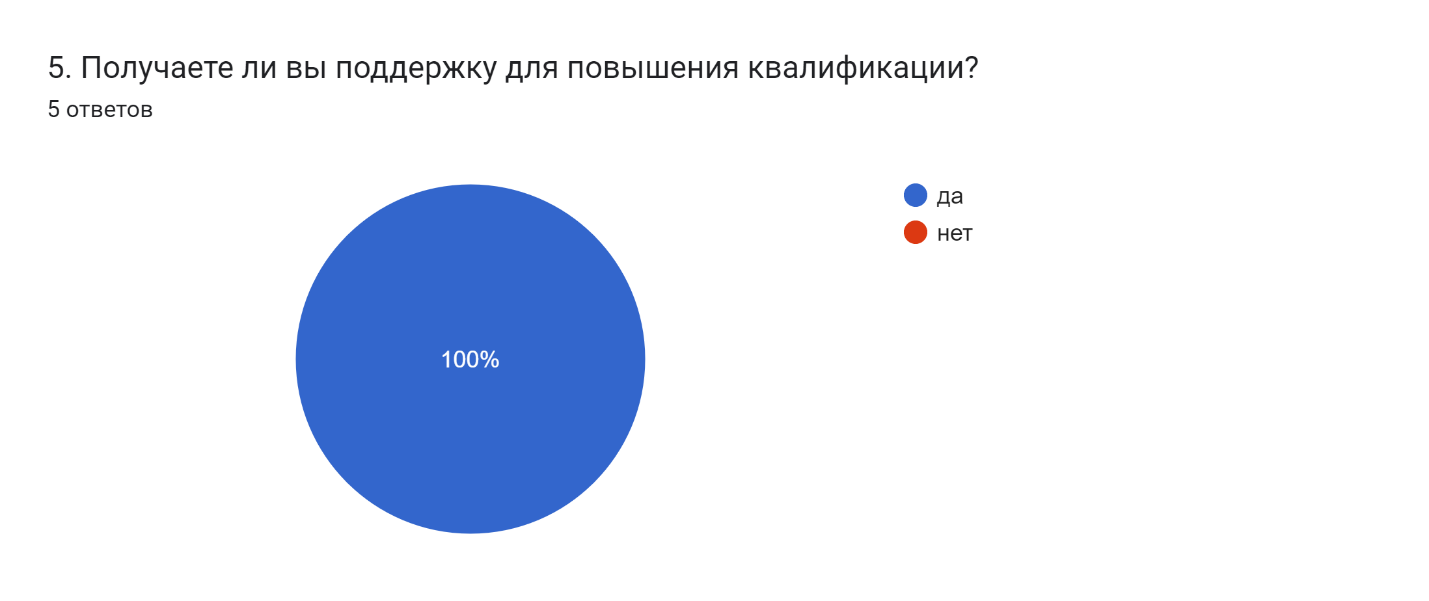 5. Получаете ли вы поддержку для повышения квалификации?
5 ответов
да
нет
100%